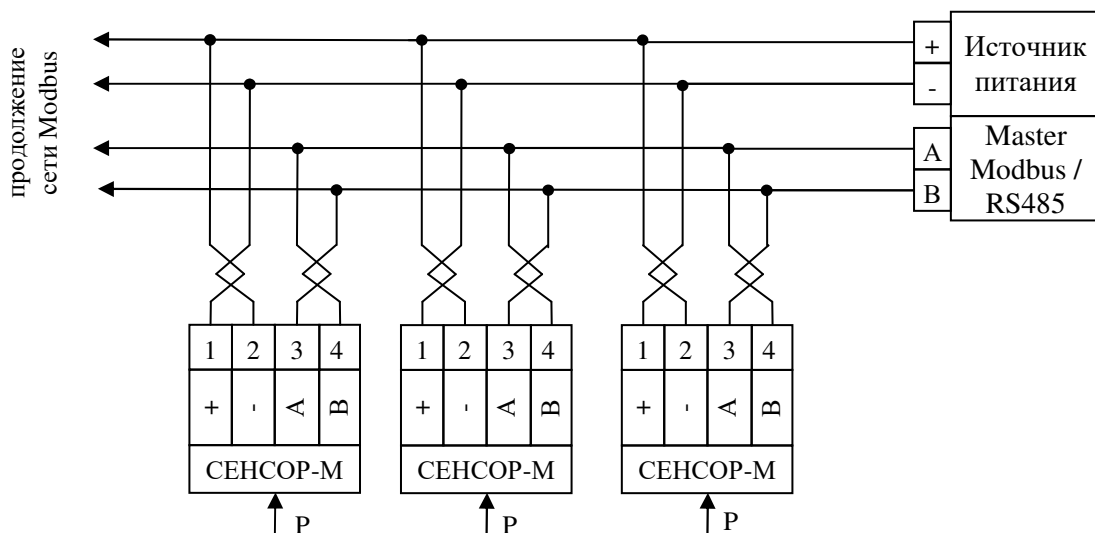 продолжение
сети Modbus
+
-
Источник
питания
A
B
Master
Modbus /
RS485
1 2 3 4
+ - A B
СЕНСОР-М
P
1 2 3 4
+ - A B
СЕНСОР-М
P
1 2 3 4
+ - A B
СЕНСОР-М
P